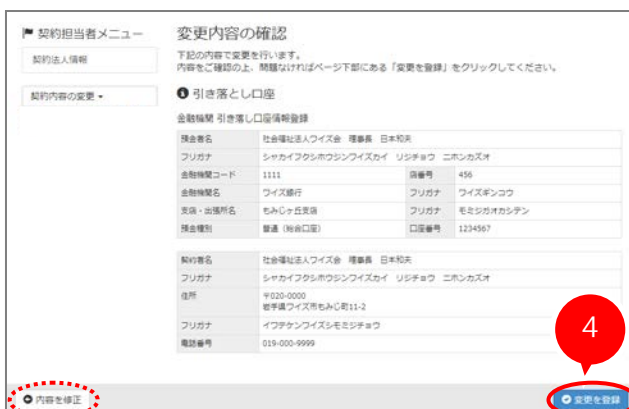 契約担当者メニュー
契約法人情報
契約内容の変更
変更内容の確認
下記の内容で変更を行います。
内容をご確認の上、問題なければページ下部にある「変更を登録」をクリックしてください。
引き落とし口座
金融機関 引き落し口座情報登録
預金者名 社会福祉法人ワイズ会 理事長 日本和夫
フリガナ シャカイフクシホウジンワイズカイ リジチョウ ニホンカズオ
金融機関コード 1111 店番号 456
金融機関名 ワイズ銀行 フリガナ ワイズギンコウ
支店・出張所名 もみじヶ丘支店 フリガナ モミジガオカシテン
預金種別 普通（総合口座） 口座番号 1234567
契約者名 社会福祉法人ワイズ会 理事長 日本和夫
フリガナ シャカイフクシホウジンワイズカイ リジチョウ ニホンカズオ
住所 〒020-0000
岩手県ワイズ市もみじ町11-2
フリガナ イワテケンワイズシモミジチョウ
電話番号 019-000-9999
4
内容を修正
変更を登録